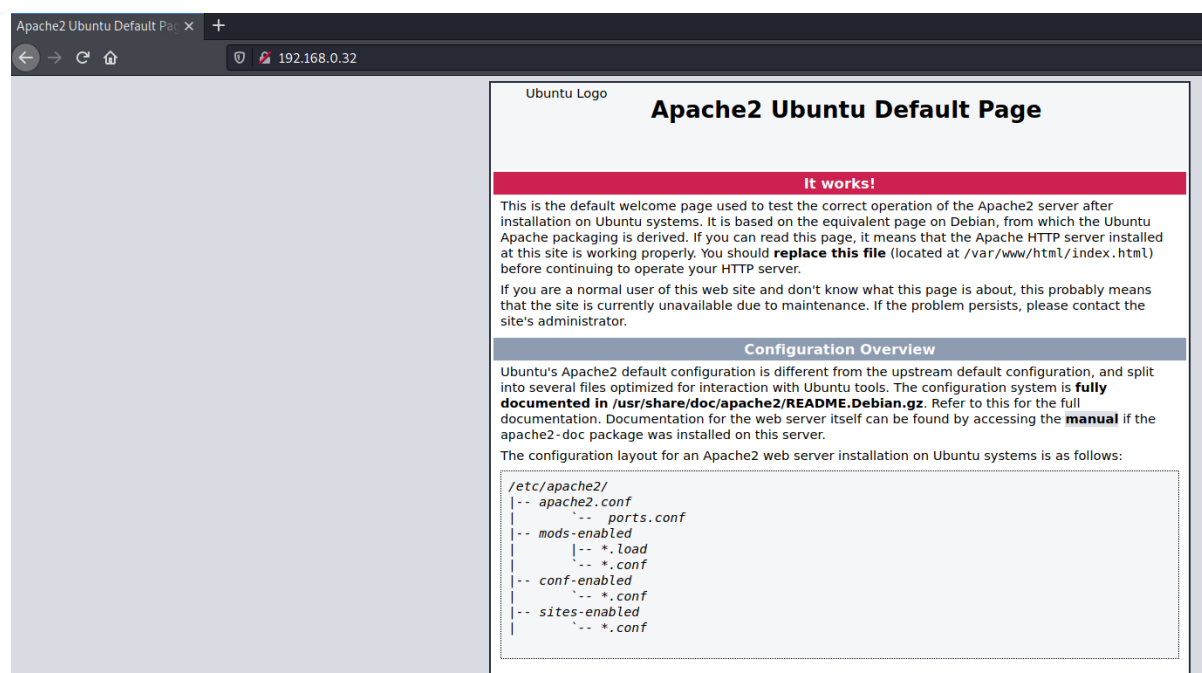 Apache2 Ubuntu Default Pag
192.168.0.32
Ubuntu Logo
Apache2 Ubuntu Default Page
It works!
This is the default welcome page used to test the correct operation of the Apache2 server after
installation on Ubuntu systems. It is based on the equivalent page on Debian, from which the Ubuntu
Apache packaging is derived. If you can read this page, it means that the Apache HTTP server installed
at this site is working properly. You should replace this file (located at /var/www/html/index.html)
before continuing to operate your HTTP server.
If you are a normal user of this web site and don't know what this page is about, this probably means
that the site is currently unavailable due to maintenance. If the problem persists, please contact the
site's administrator.
Configuration Overview
Ubuntu's Apache2 default configuration is different from the upstream default configuration, and split
into several files optimized for interaction with Ubuntu tools. The configuration system is fully
documented in /usr/share/doc/apache2/README.Debian.gz. Refer to this for the full
documentation. Documentation for the web server itself can be found by accessing the manual if the
apache2-doc package was installed on this server.
The configuration layout for an Apache2 web server installation on Ubuntu systems is as follows:
/etc/apache2/
|-- apache2.conf
|       `--  ports.conf
|-- mods-enabled
|       |-- *.load
|       `-- *.conf
|-- conf-enabled
|       `-- *.conf
|-- sites-enabled
|       `-- *.conf